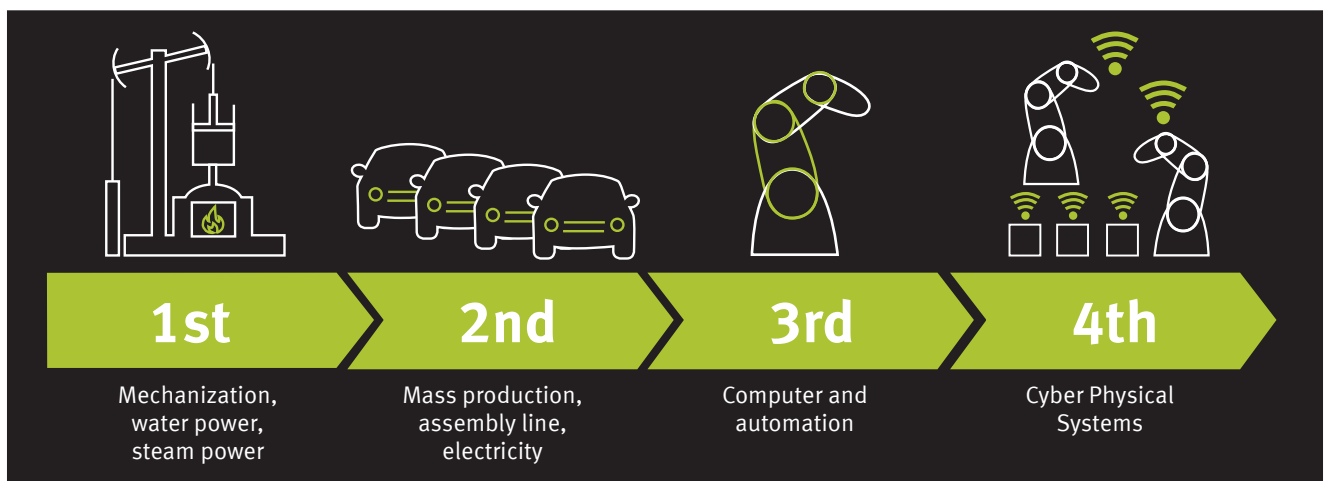 1st
2nd
3rd
4th
Mechanization,
water power,
steam power
Mass production,
assembly line,
electricity
Computer and
automation
Cyber Physical
Systems